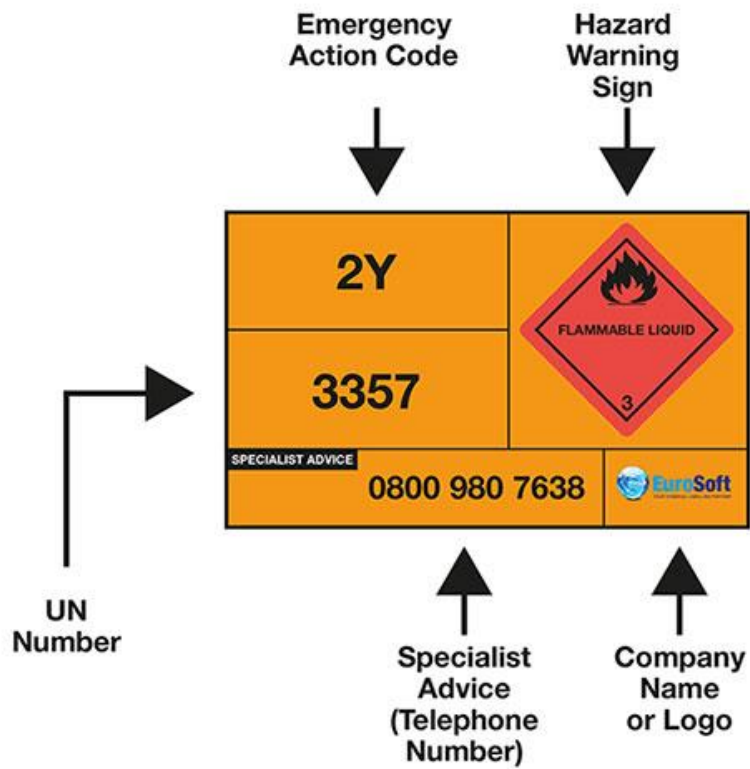 Emergency
Action Code
Hazard
Warning
Sign
2Y
FLAMMABLE LIQUID
3
3357
SPECIALIST ADVICE
0800 980 7638
EuroSoft
UN
Number
Specialist
Advice
(Telephone
Number)
Company
Name
or Logo